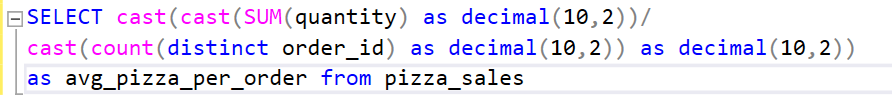 SELECT cast(cast(SUM(quantity) as decimal(10,2))/
cast(count(distinct order_id) as decimal(10,2)) as decimal(10,2))
as avg_pizza_per_order from pizza_sales